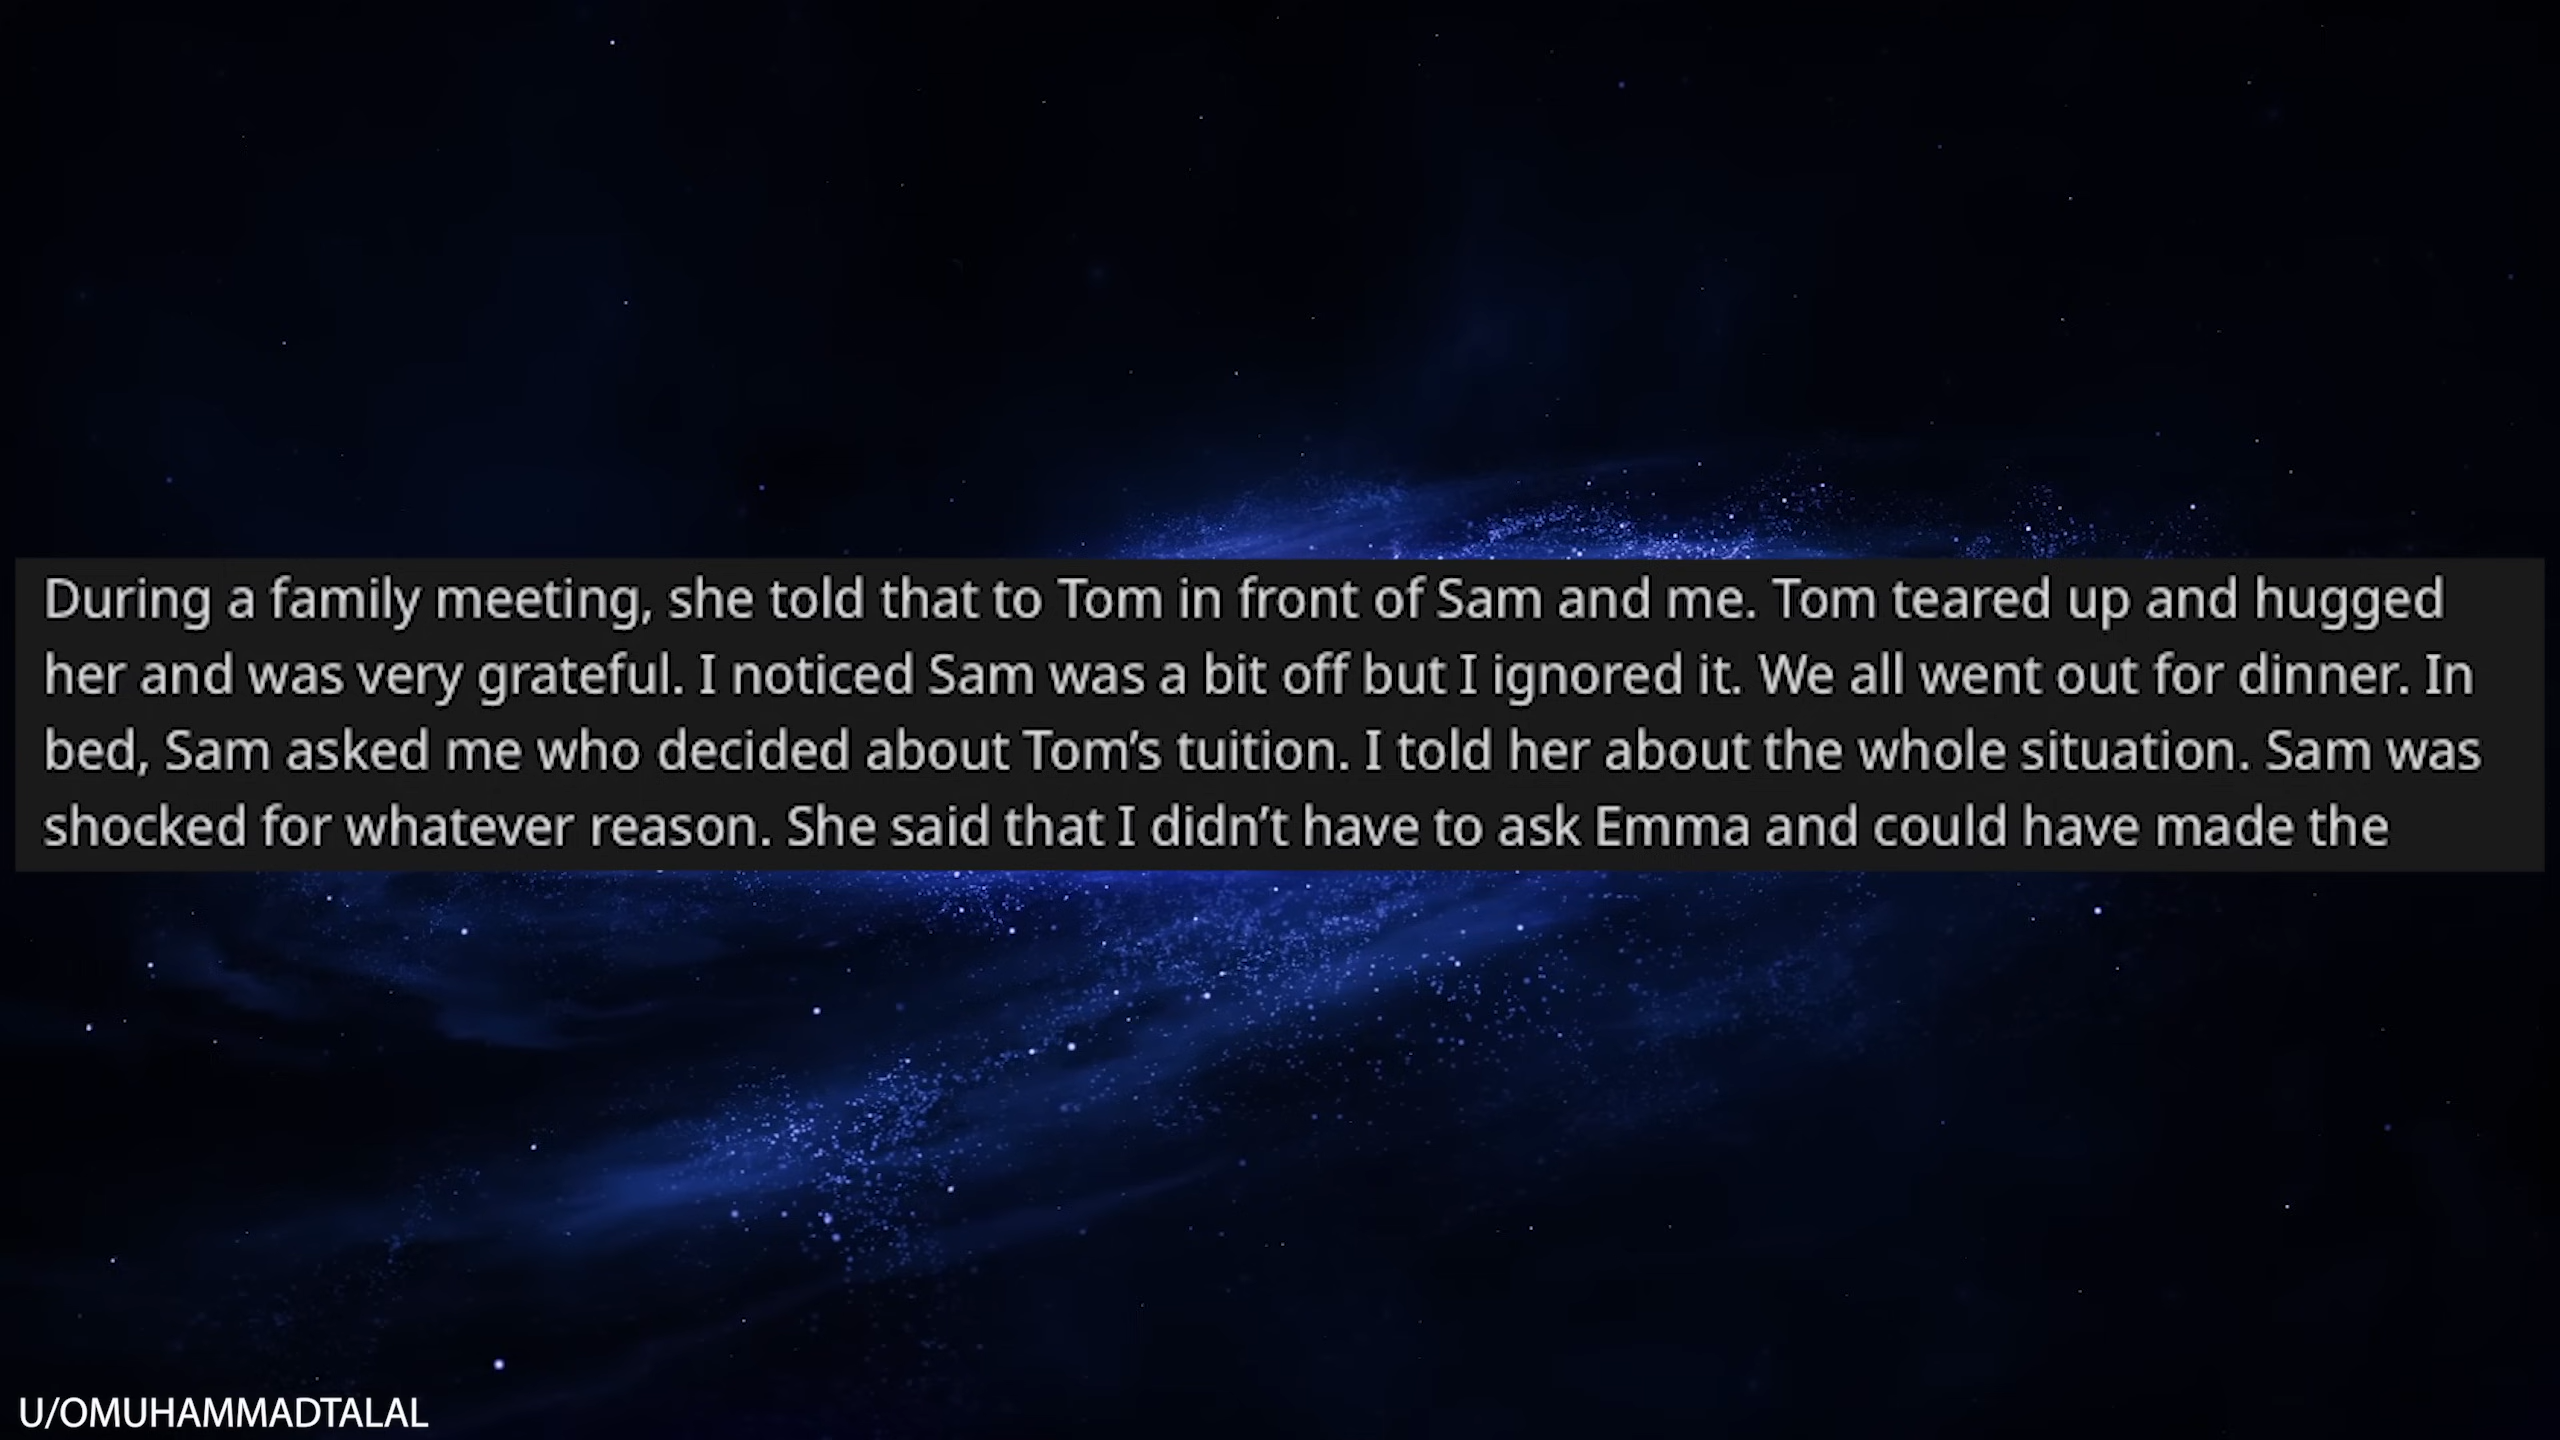 During a family meeting, she told that to Tom in front of Sam and me. Tom teared up and hugged
her and was very grateful. I noticed Sam was a bit off but I ignored it. We all went out for dinner. In
bed, Sam asked me who decided about Tom’s tuition. I told her about the whole situation. Sam was
shocked for whatever reason. She said that I didn’t have to ask Emma and could have made the
U/OMUHAMMADTALAL